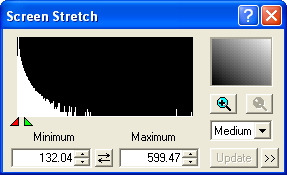 Screen Stretch
Minimum
Maximum
132.04
599.47
Medium
Update
>>